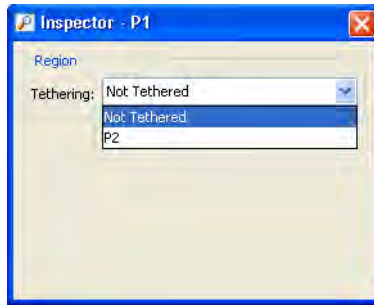 Inspector - P1
Region
Tethering: Not Tethered
Not Tethered
P2